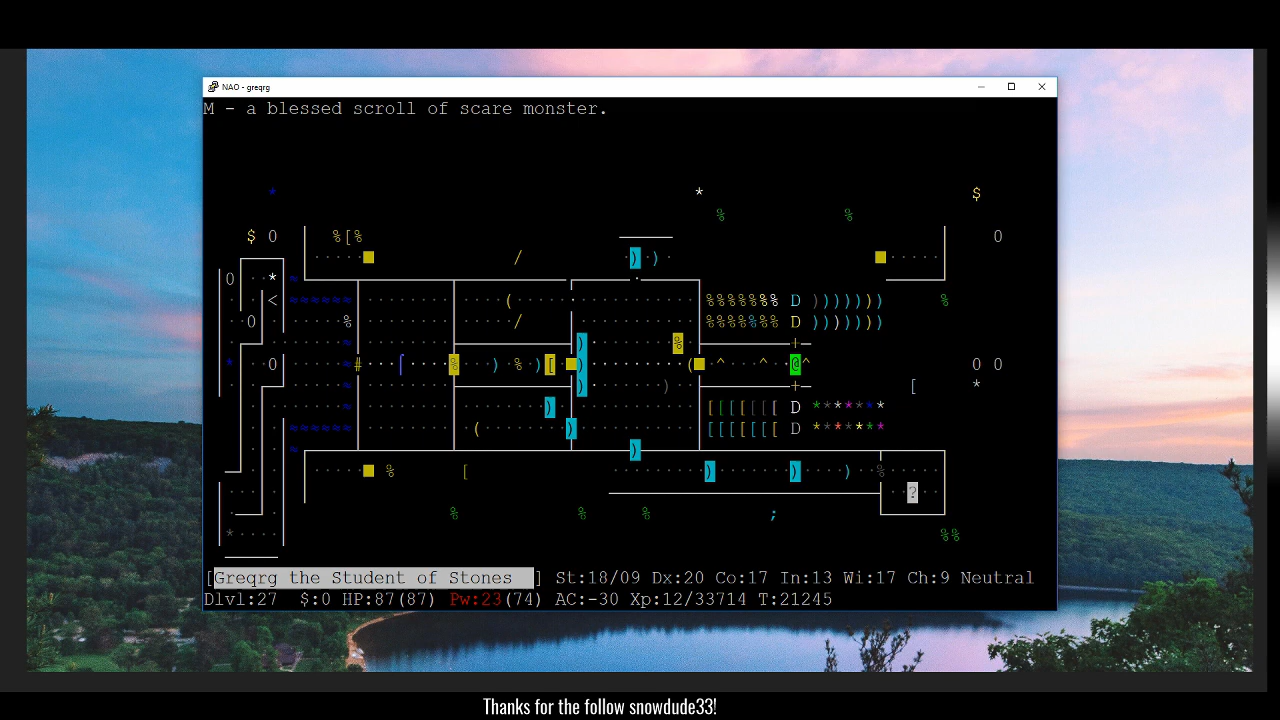 NAO - greqrg
M - a blessed scroll of scare monster.
[Greqrg the Student of Stones ] St:18/09 Dx:20 Co:17 In:13 Wi:17 Ch:9 Neutral
Dlvl:27 $:0 HP:87(87) Pw:23(74) AC:-30 Xp:12/33714 T:21245
Thanks for the follow snowdude33!